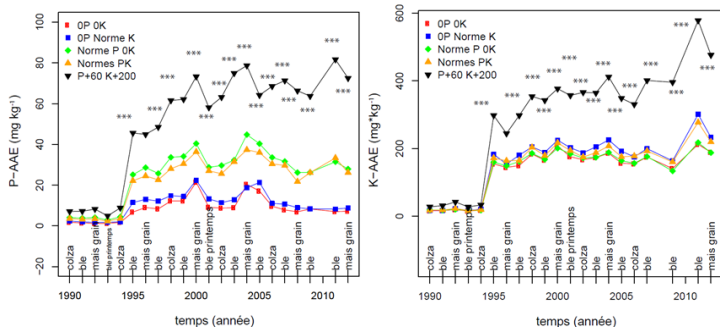 P-AAE (mg kg-1)
100
80
60
40
20
0
-20
0P 0K
0P Norme K
Norme P 0K
Normes PK
P+60 K+200
*** *** *** *** *** *** *** *** *** *** *** *** *** *** *** *** ***
colza
ble
mais grain
ble printemps
colza
ble
mais grain
ble
colza
ble
mais grain
ble printemps
ble
colza
mais grain
ble
colza
ble
mais grain
ble
ble
mais grain
1990 1995 2000 2005 2010
temps (année)
K-AAE (mg*kg-1)
600
400
200
0
0P 0K
0P Norme K
Norme P 0K
Normes PK
P+60 K+200
*** *** *** *** *** *** *** *** *** *** *** *** *** *** *** ***
colza
ble
mais grain
ble printemps
colza
ble
mais grain
ble
colza
ble
mais grain
ble printemps
ble
colza
mais grain
ble
colza
ble
ble
ble
mais grain
1990 1995 2000 2005 2010
temps (année)